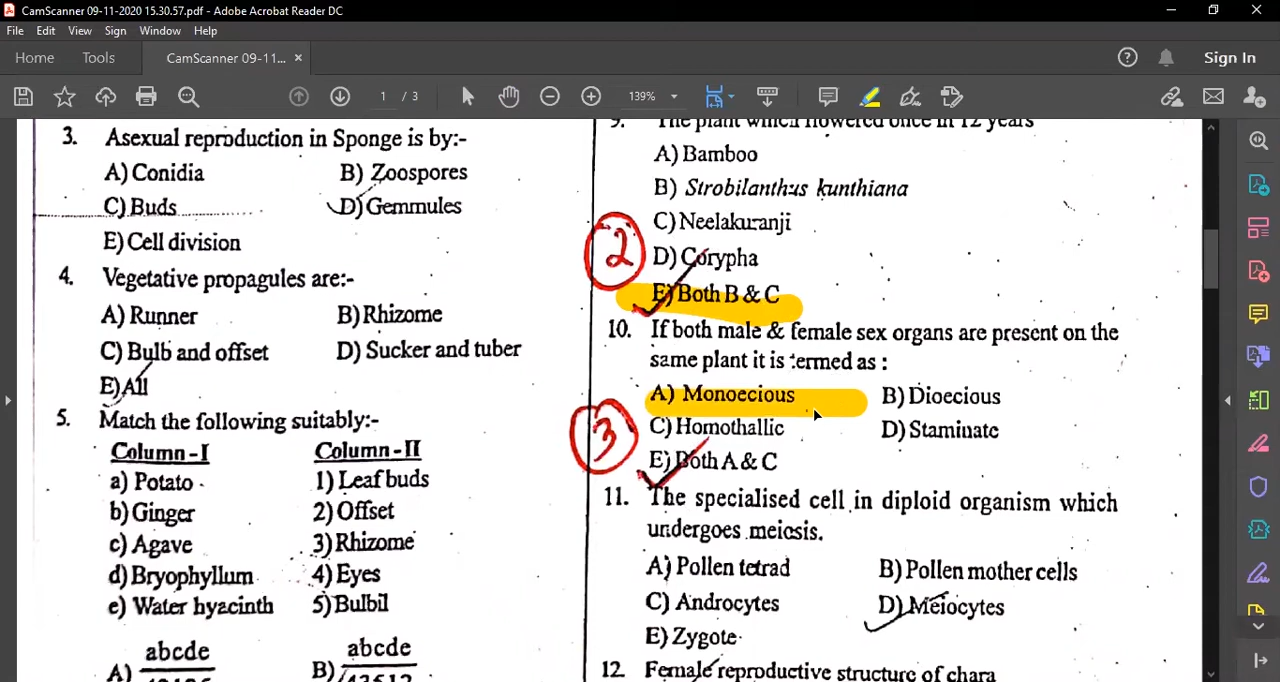 CamScanner 09-11-2020 15.30.57.pdf - Adobe Acrobat Reader DC
File Edit View Sign Window Help
Home Tools CamScanner 09-11... × Sign In
1 / 3 139%
3. Asexual reproduction in Sponge is by:-
A) Conidia B) Zoospores
C) Buds D) Gemmules
E) Cell division
4. Vegetative propagules are:-
A) Runner B) Rhizome
C) Bulb and offset D) Sucker and tuber
E) All
5. Match the following suitably:-
Column-I Column-II
a) Potato 1) Leaf buds
b) Ginger 2) Offset
c) Agave 3) Rhizome
d) Bryophyllum 4) Eyes
e) Water hyacinth 5) Bulbil
abcde abcde
A) B)
9. The plant which flowered once in 12 years
A) Bamboo
B) Strobilanthus kunthiana
C) Neelakuranji
2
D) Corypha
E) Both B & C
10. If both male & female sex organs are present on the
same plant it is termed as :
A) Monoecious B) Dioecious
3
C) Homothallic D) Staminate
E) Both A & C
11. The specialised cell in diploid organism which
undergoes meiosis.
A) Pollen tetrad B) Pollen mother cells
C) Androcytes D) Meiocytes
E) Zygote
12. Female reproductive structure of chara